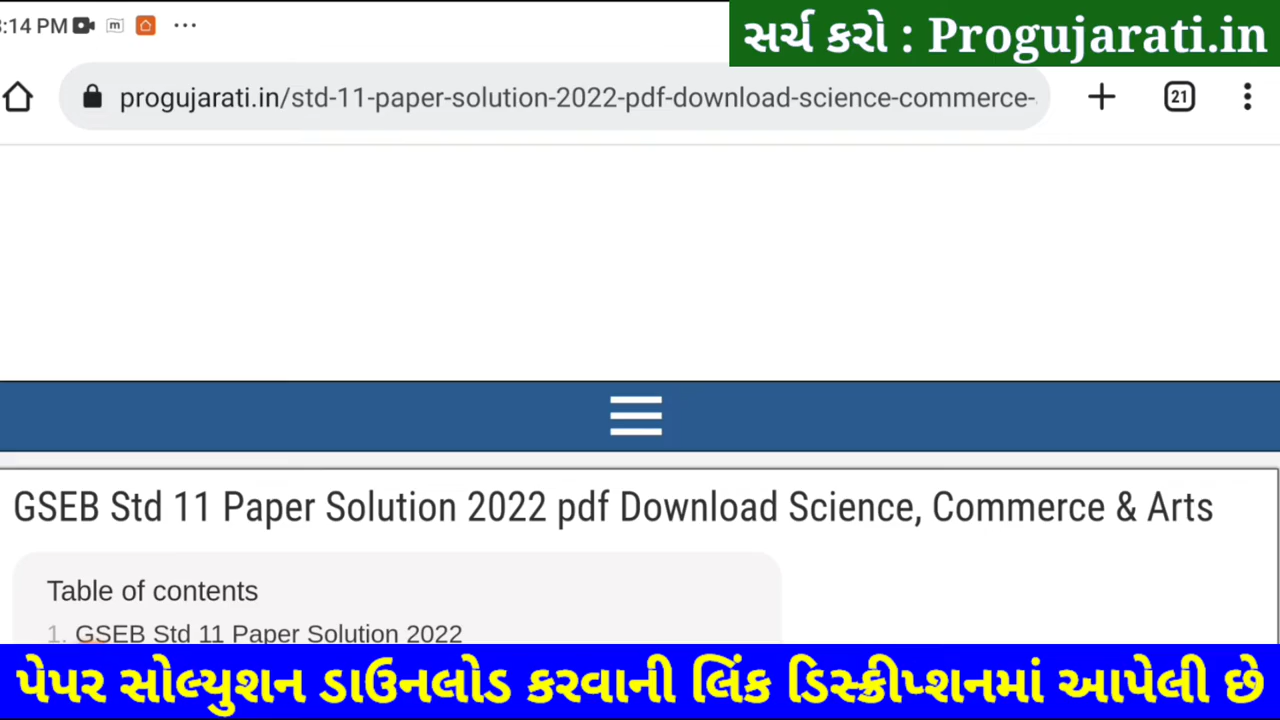 3:14 PM
સર્ચ કરો : Progujarati.in
progujarati.in/std-11-paper-solution-2022-pdf-download-science-commerce-
21
GSEB Std 11 Paper Solution 2022 pdf Download Science, Commerce & Arts
Table of contents
1. GSEB Std 11 Paper Solution 2022
પેપર સોલ્યુશન ડાઉનલોડ કરવાની લિંક ડિસ્ક્રીપ્શનમાં આપેલી છે